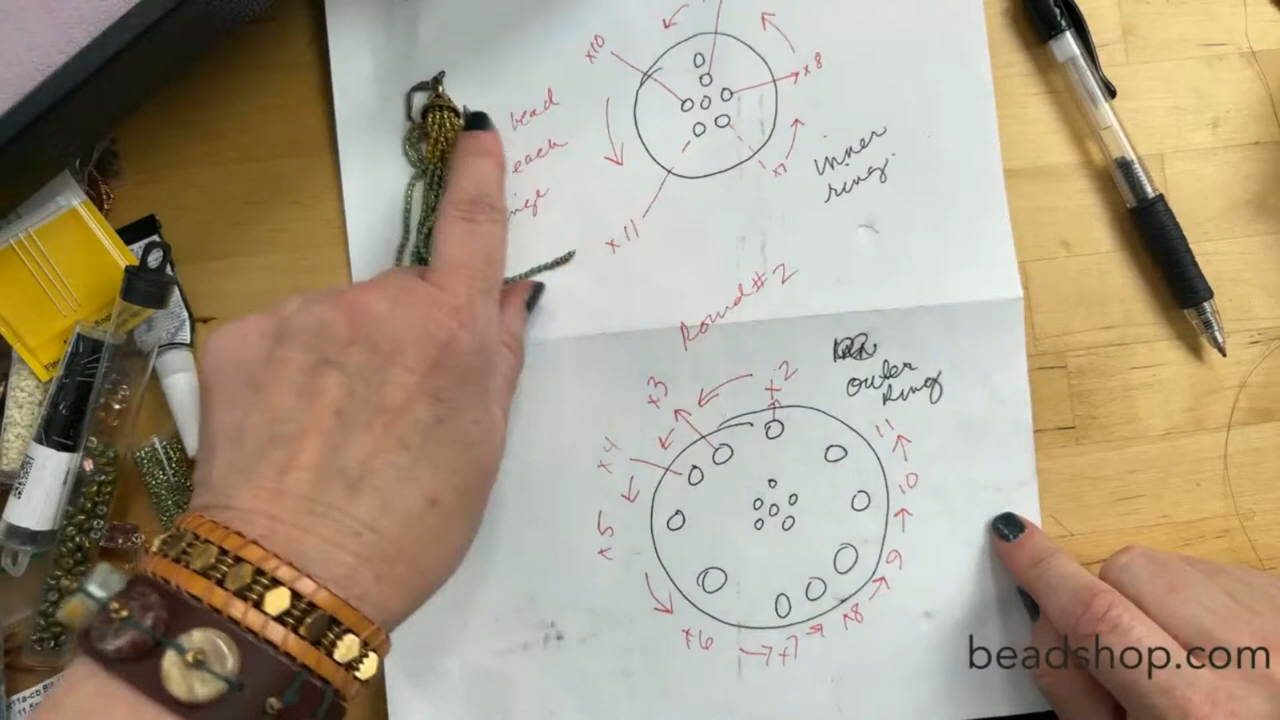 x10
x8
bead
each
x7
inner
ring.
x11
Round #2
outer
Ring
x3
x2
x4
11
10
x5
9
x8
x6
x7
beadshop.com